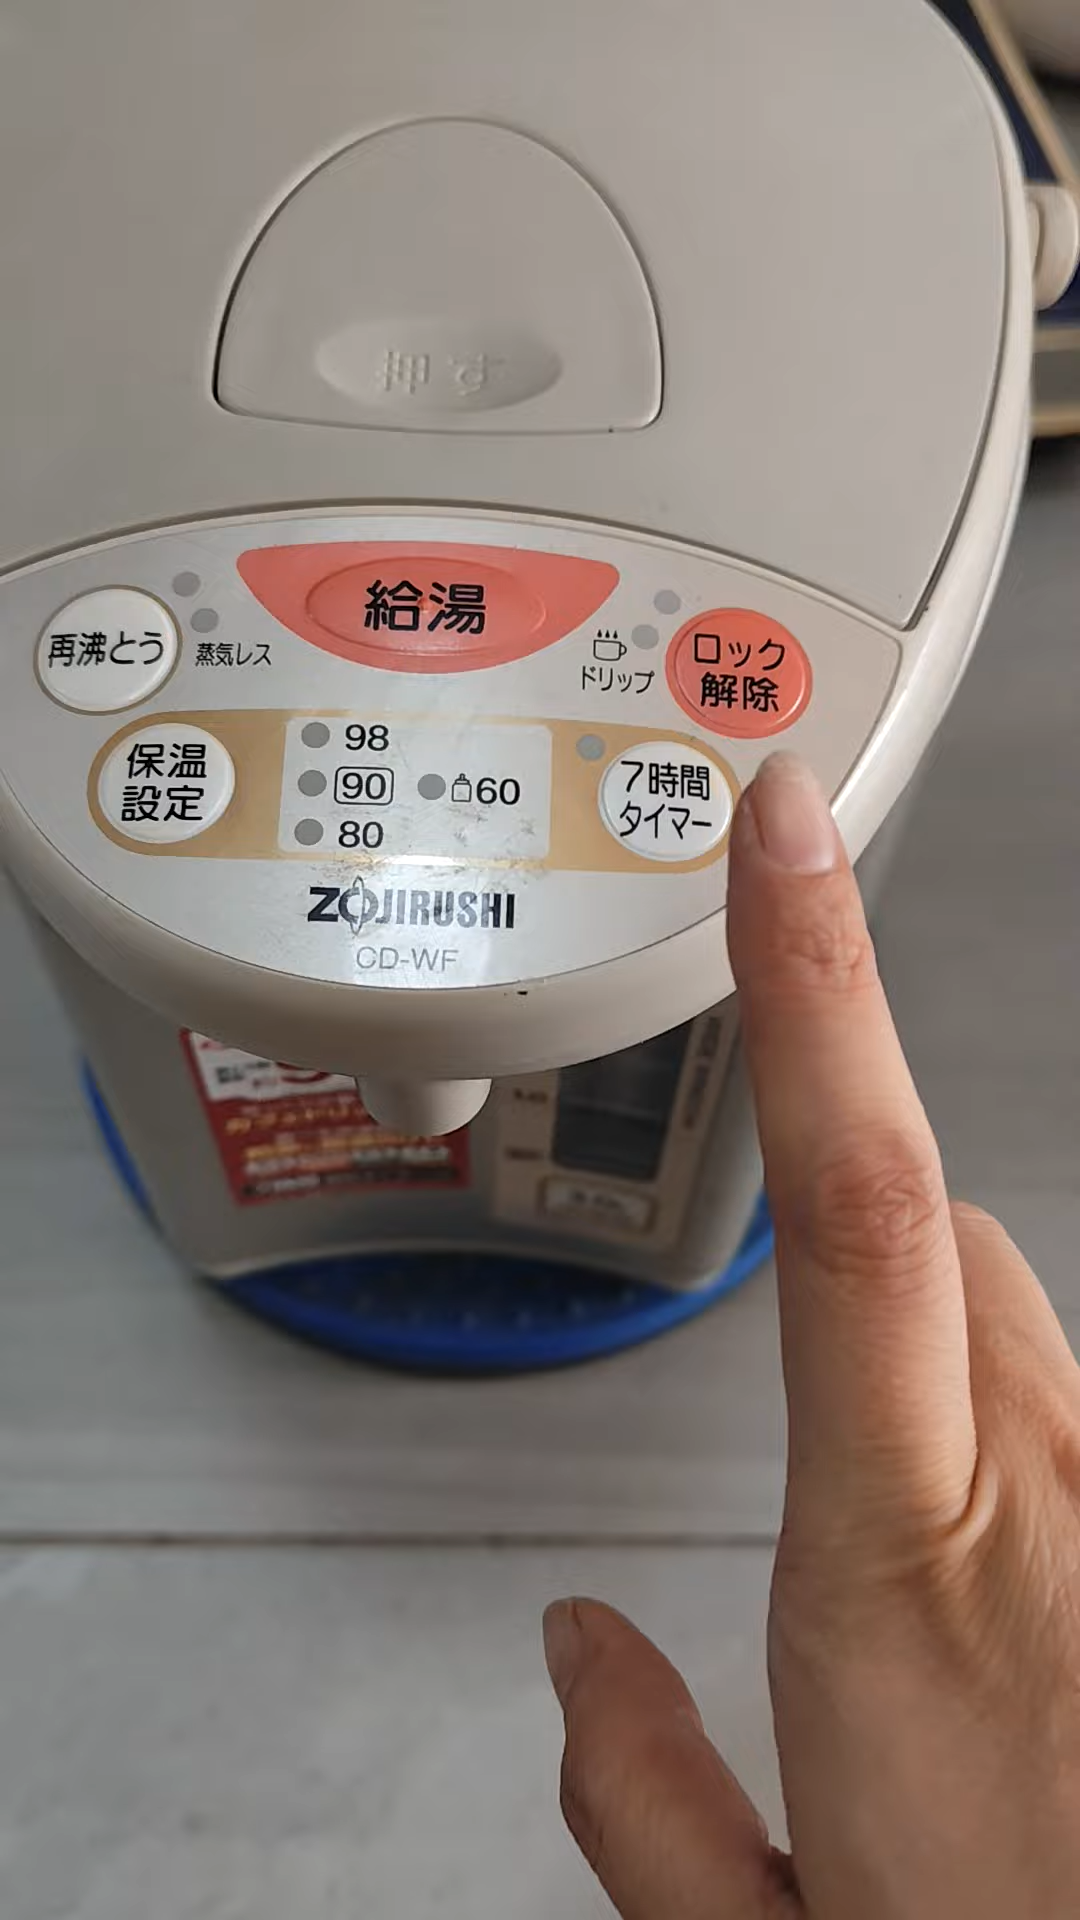 押す
給湯
再沸とう
蒸気レス
ドリップ
ロック
解除
保温
設定
98
90
60
80
7時間
タイマー
ZOJIRUSHI
CD-WF